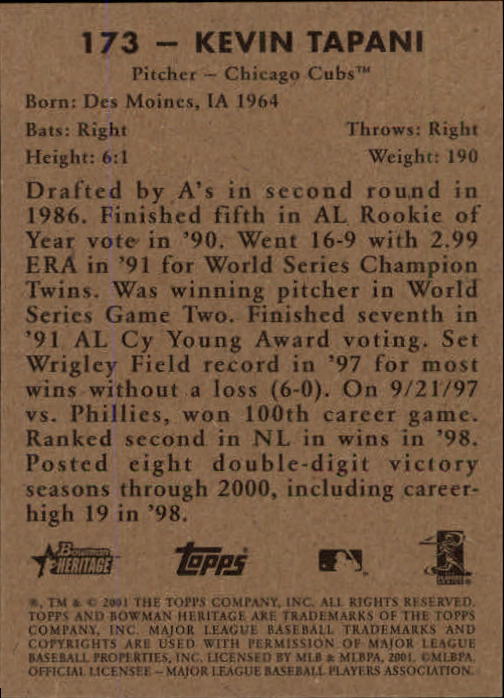 173 – KEVIN TAPANI
Pitcher – Chicago Cubs™
Born: Des Moines, IA 1964
Bats: Right Throws: Right
Height: 6:1 Weight: 190
Drafted by A's in second round in
1986. Finished fifth in AL Rookie of
Year vote in '90. Went 16-9 with 2.99
ERA in '91 for World Series Champion
Twins. Was winning pitcher in World
Series Game Two. Finished seventh in
'91 AL Cy Young Award voting. Set
Wrigley Field record in '97 for most
wins without a loss (6-0). On 9/21/97
vs. Phillies, won 100th career game.
Ranked second in NL in wins in '98.
Posted eight double-digit victory
seasons through 2000, including career-
high 19 in '98.
Bowman HERITAGE Topps
®, TM & © 2001 THE TOPPS COMPANY, INC. ALL RIGHTS RESERVED.
TOPPS AND BOWMAN HERITAGE ARE TRADEMARKS OF THE TOPPS
COMPANY, INC. MAJOR LEAGUE BASEBALL TRADEMARKS AND
COPYRIGHTS ARE USED WITH PERMISSION OF MAJOR LEAGUE
BASEBALL PROPERTIES, INC. LICENSED BY MLB & MLBPA, 2001. ©MLBPA.
OFFICIAL LICENSEE – MAJOR LEAGUE BASEBALL PLAYERS ASSOCIATION.